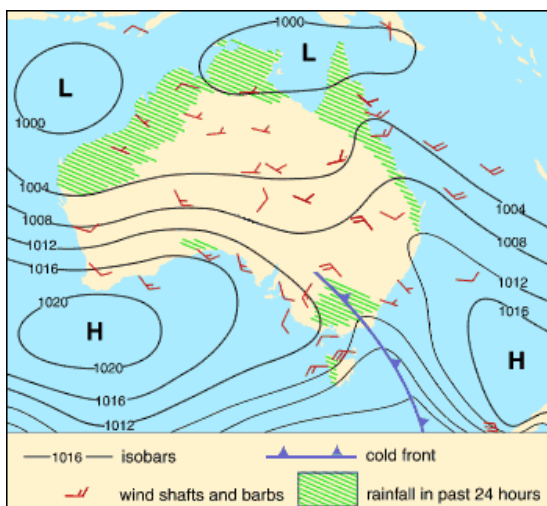 1000
L
L
1000
1004
1004
1008
1008
1012
1012
1016
1016
1020
H
1020
H
1016
1012
1016
isobars
cold front
wind shafts and barbs
rainfall in past 24 hours